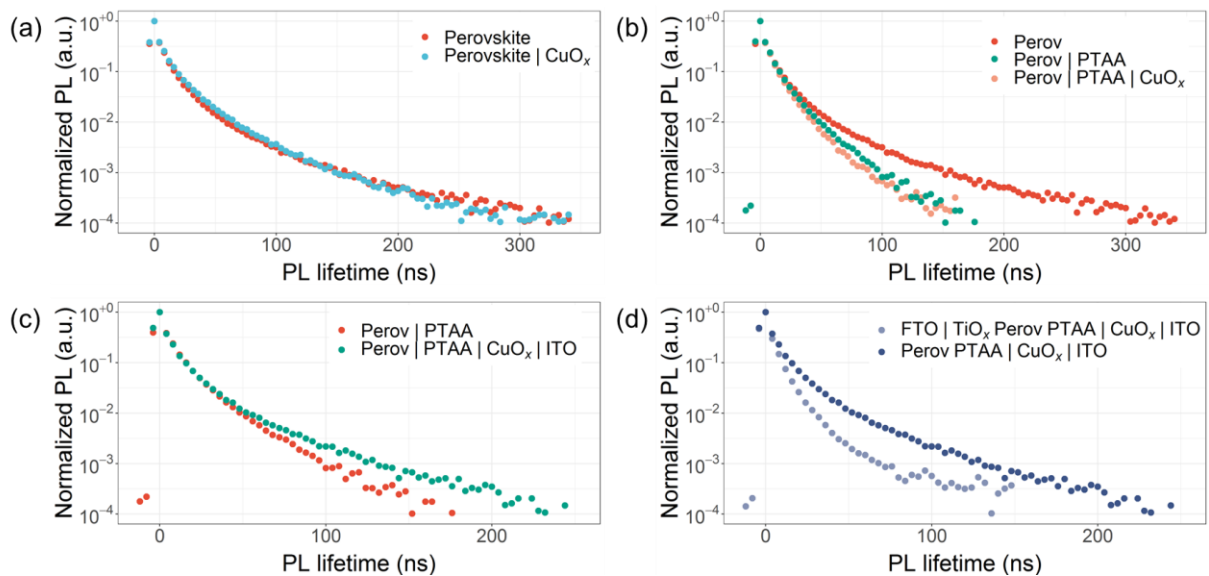 (a)
Normalized PL (a.u.)
10⁺⁰
10⁻¹
10⁻²
10⁻³
10⁻⁴
Perovskite
Perovskite | CuOₓ
0
100
200
300
PL lifetime (ns)
(b)
Normalized PL (a.u.)
10⁺⁰
10⁻¹
10⁻²
10⁻³
10⁻⁴
Perov
Perov | PTAA
Perov | PTAA | CuOₓ
0
100
200
300
PL lifetime (ns)
(c)
Normalized PL (a.u.)
10⁺⁰
10⁻¹
10⁻²
10⁻³
10⁻⁴
Perov | PTAA
Perov | PTAA | CuOₓ | ITO
0
100
200
PL lifetime (ns)
(d)
Normalized PL (a.u.)
10⁺⁰
10⁻¹
10⁻²
10⁻³
10⁻⁴
FTO | TiOₓ Perov PTAA | CuOₓ | ITO
Perov PTAA | CuOₓ | ITO
0
100
200
PL lifetime (ns)